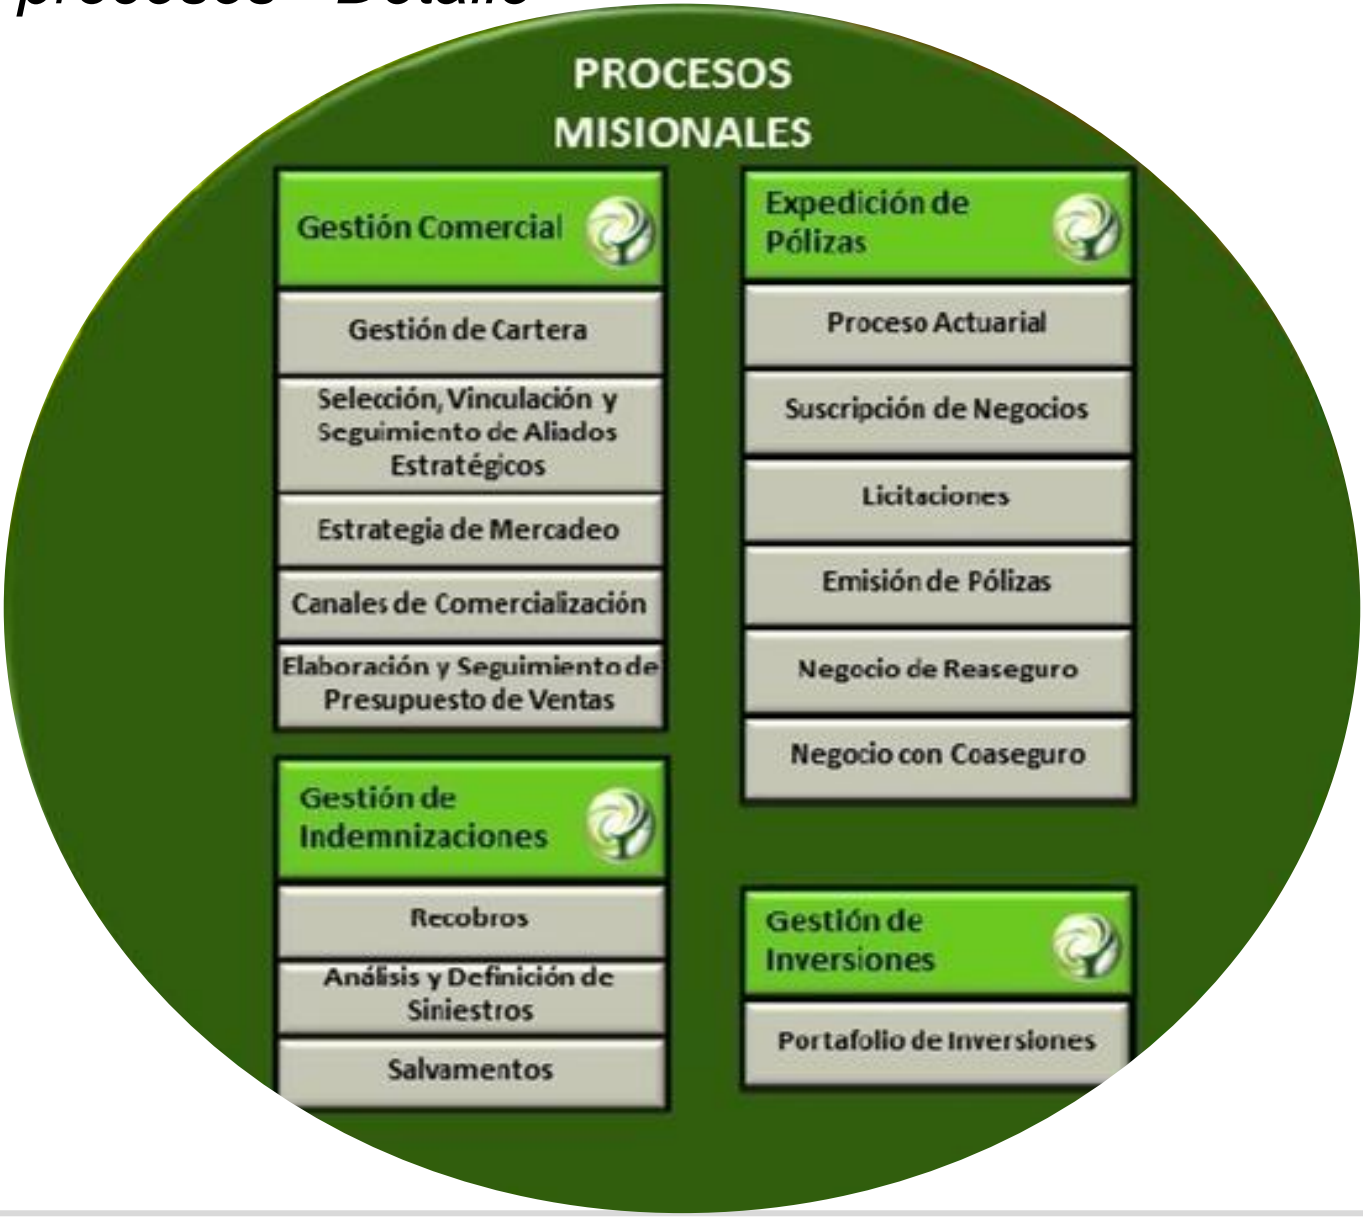 procesos - Detalle
PROCESOS
MISIONALES
Gestión Comercial
Gestión de Cartera
Selección, Vinculación y
Seguimiento de Aliados
Estratégicos
Estrategia de Mercadeo
Canales de Comercialización
Elaboración y Seguimiento de
Presupuesto de Ventas
Gestión de
Indemnizaciones
Recobros
Análisis y Definición de
Siniestros
Salvamentos
Expedición de
Pólizas
Proceso Actuarial
Suscripción de Negocios
Licitaciones
Emisión de Pólizas
Negocio de Reaseguro
Negocio con Coaseguro
Gestión de
Inversiones
Portafolio de Inversiones